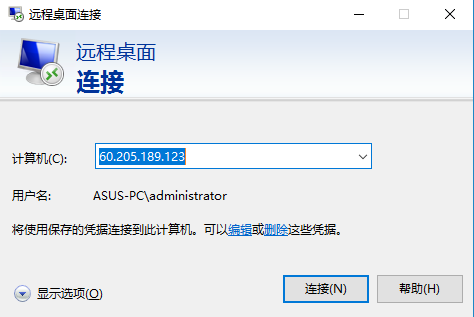 远程桌面连接
远程桌面
连接
计算机(C): 60.205.189.123
用户名: ASUS-PC\administrator
将使用保存的凭据连接到此计算机。可以编辑或删除这些凭据。
显示选项(O) 连接(N) 帮助(H)